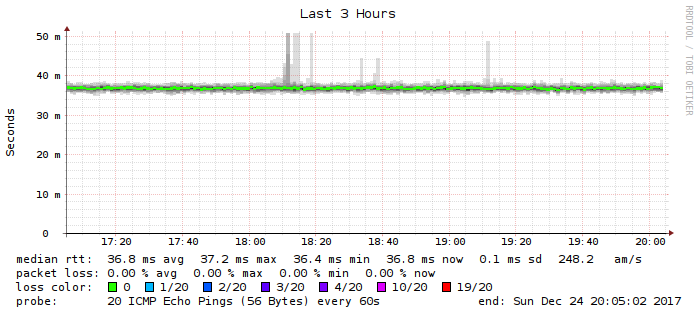 Last 3 Hours
RRDTOOL / TOBI OETIKER
Seconds
50 m
40 m
30 m
20 m
10 m
0
17:20 17:40 18:00 18:20 18:40 19:00 19:20 19:40 20:00
median rtt: 36.8 ms avg 37.2 ms max 36.4 ms min 36.8 ms now 0.1 ms sd 248.2 am/s
packet loss: 0.00 % avg 0.00 % max 0.00 % min 0.00 % now
loss color: 0 1/20 2/20 3/20 4/20 10/20 19/20
probe: 20 ICMP Echo Pings (56 Bytes) every 60s end: Sun Dec 24 20:05:02 2017